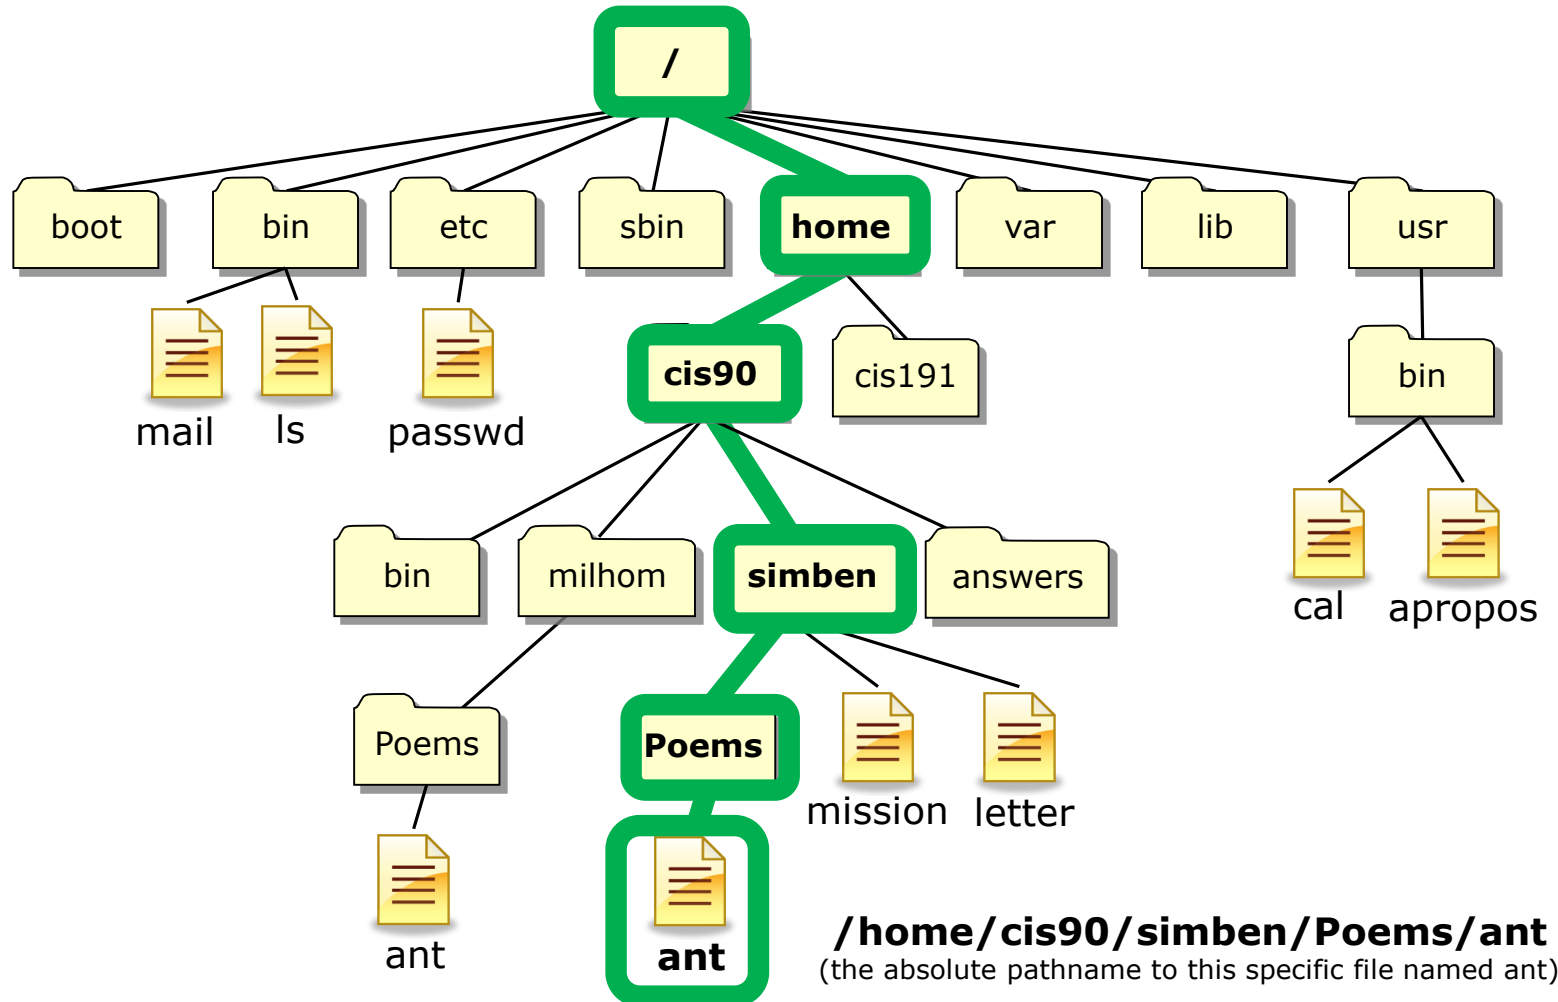 /
boot
bin
etc
sbin
home
var
lib
usr
mail
ls
passwd
cis90
cis191
bin
cal
apropos
bin
milhom
simben
answers
Poems
Poems
mission
letter
ant
ant
/home/cis90/simben/Poems/ant
(the absolute pathname to this specific file named ant)